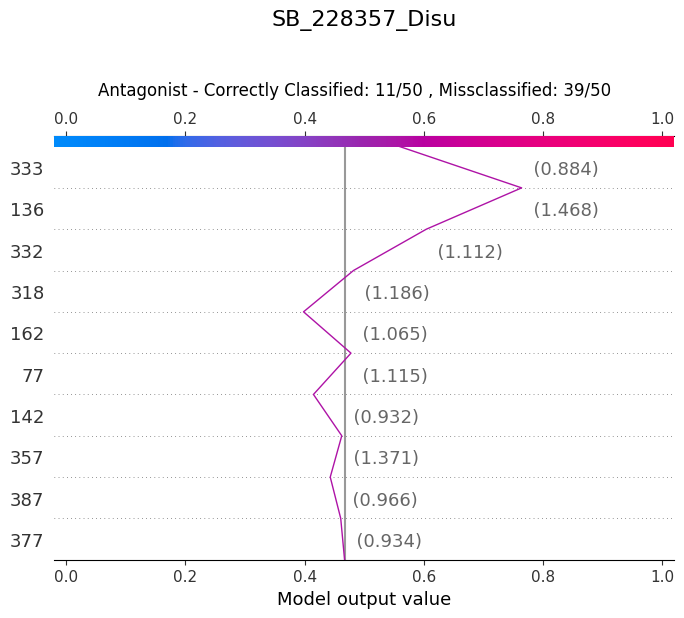 SB_228357_Disu
Antagonist - Correctly Classified: 11/50 , Missclassified: 39/50
0.0 0.2 0.4 0.6 0.8 1.0
333 (0.884)
136 (1.468)
332 (1.112)
318 (1.186)
162 (1.065)
77 (1.115)
142 (0.932)
357 (1.371)
387 (0.966)
377 (0.934)
0.0 0.2 0.4 0.6 0.8 1.0
Model output value